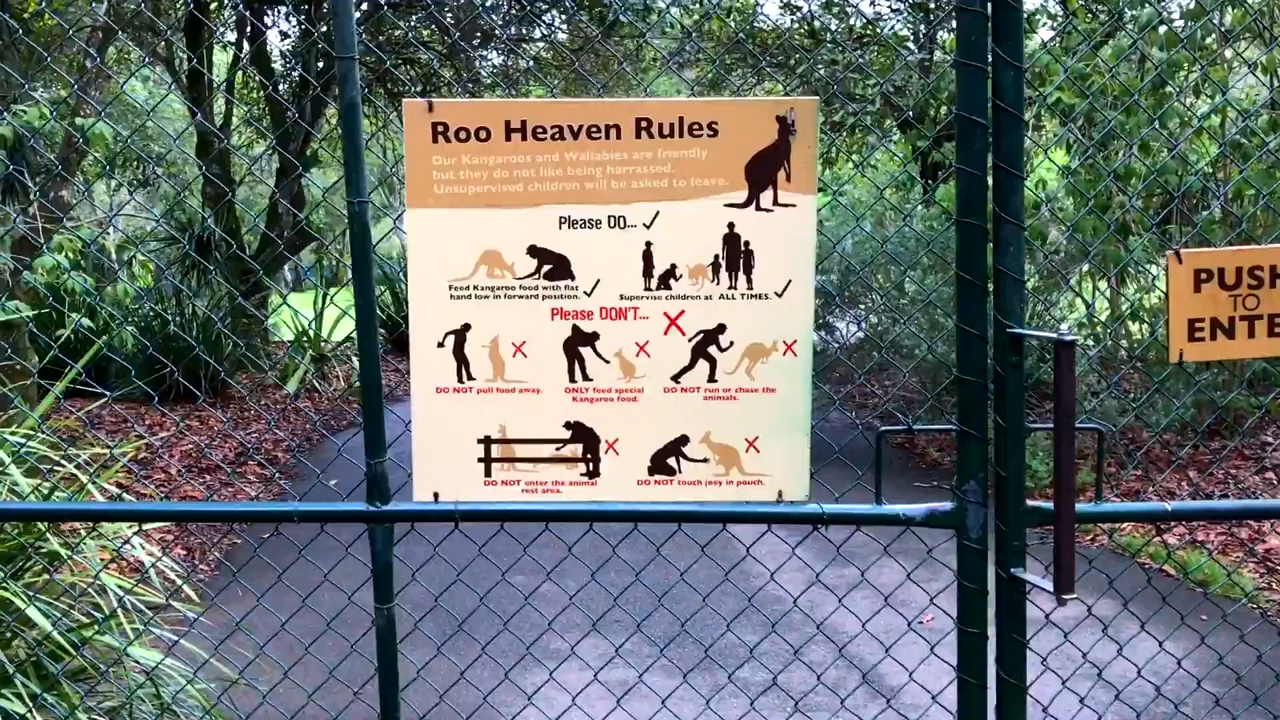 Roo Heaven Rules
Our Kangaroos and Wallabies are friendly
but they do not like being harrassed.
Unsupervised children will be asked to leave.
Please DO...
Feed Kangaroo food with flat
hand low in forward position.
Supervise children at ALL TIMES.
Please DON'T...
DO NOT pull food away.
ONLY feed special
Kangaroo food.
DO NOT run or chase the
animals.
DO NOT enter the animal
rest area.
DO NOT touch joey in pouch.
PUSH
TO
ENTE